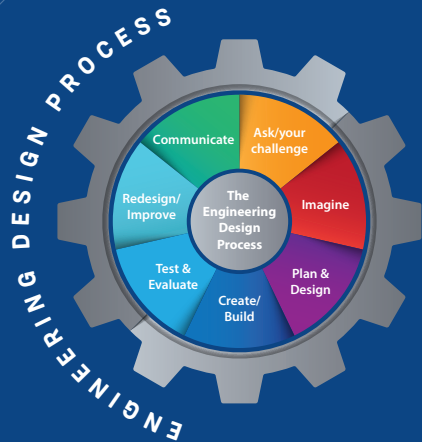 ENGINEERING DESIGN PROCESS
Ask/your
challenge
Imagine
Plan &
Design
Create/
Build
Test &
Evaluate
Redesign/
Improve
Communicate
The
Engineering
Design
Process